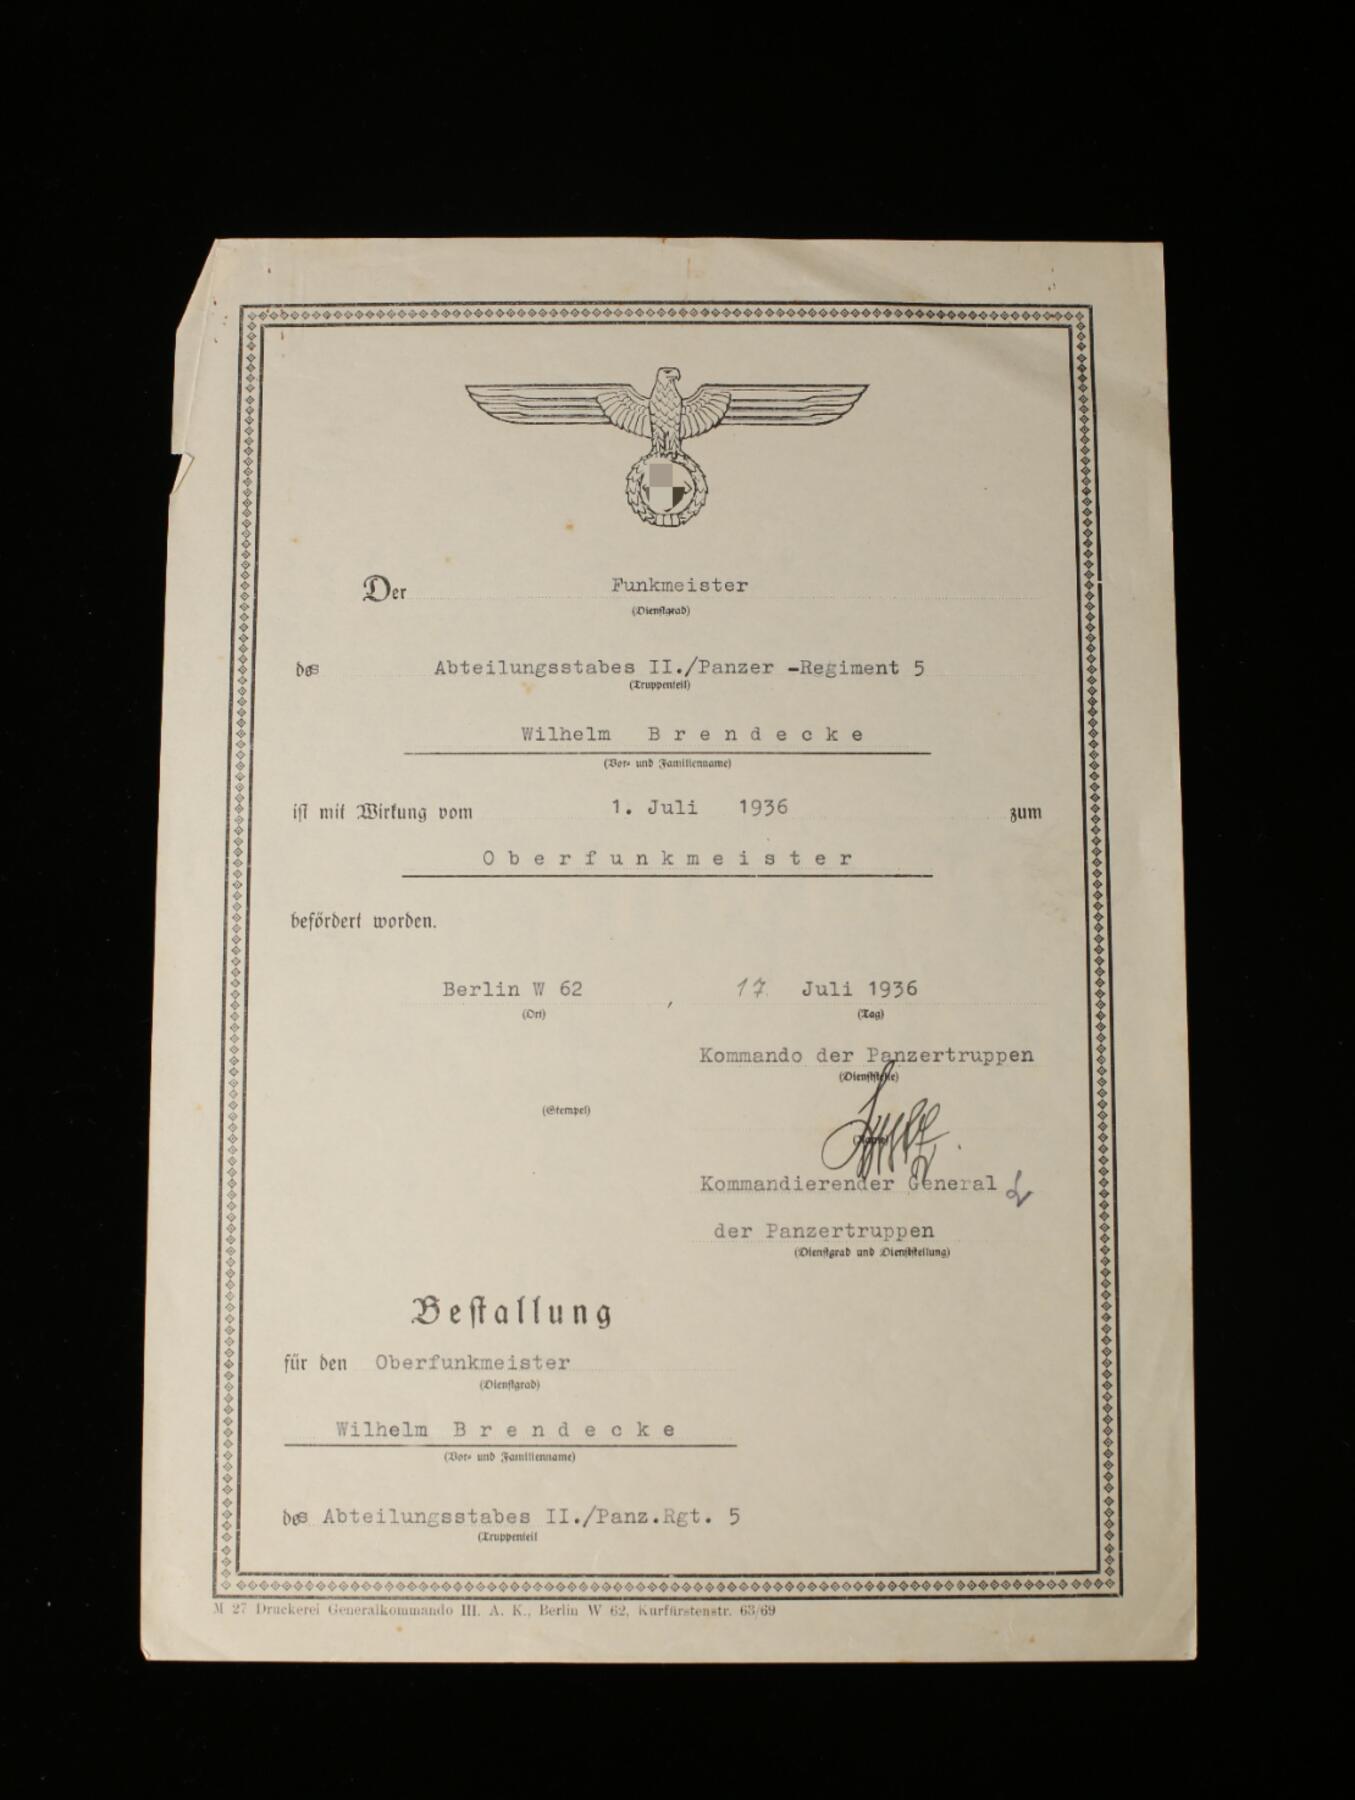 Der Funkmeister
(Dienstgrad)
des Abteilungsstabes II./Panzer -Regiment 5
(Truppenteil)
Wilhelm Brendecke
(Vor- und Familienname)
ist mit Wirkung vom 1. Juli 1936 zum
Oberfunkmeister
befördert worden.
Berlin W 62 , 17. Juli 1936
(Ort) (Tag)
Kommando der Panzertruppen
(Dienststelle)
(Stempel)
(Name)
Kommandierender General
der Panzertruppen
(Dienstgrad und Dienststellung)
Bestallung
für den Oberfunkmeister
(Dienstgrad)
Wilhelm Brendecke
(Vor- und Familienname)
des Abteilungsstabes II./Panz.Rgt. 5
(Truppenteil
M 27 Druckerei Generalkommando III. A. K., Berlin W 62, Kurfürstenstr. 63/69